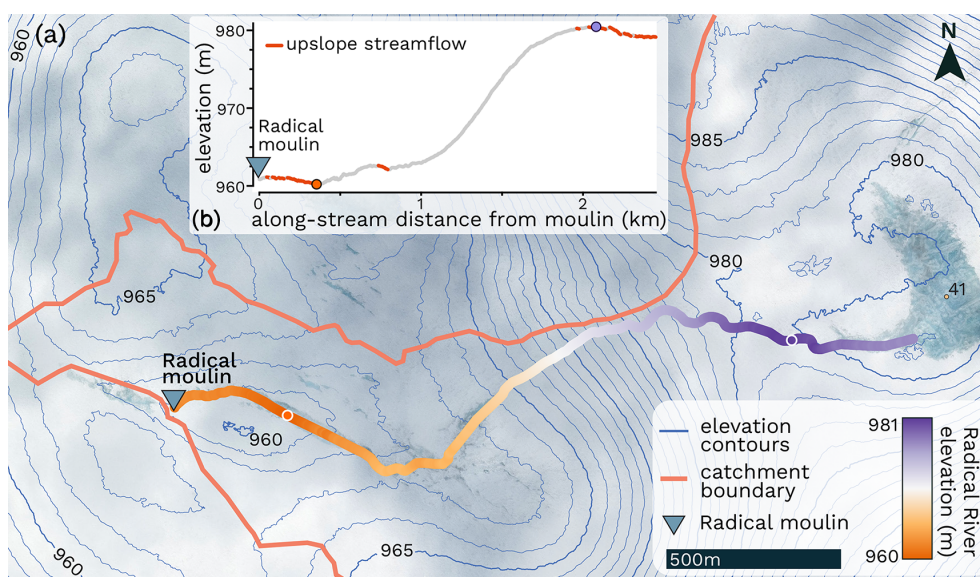 (a)
960
980
970
960
elevation (m)
upslope streamflow
Radical
moulin
0
1
2
(b)
along-stream distance from moulin (km)
N
985
980
980
41
965
Radical
moulin
960
965
960
elevation
contours
catchment
boundary
Radical moulin
500m
981
960
Radical River
elevation (m)